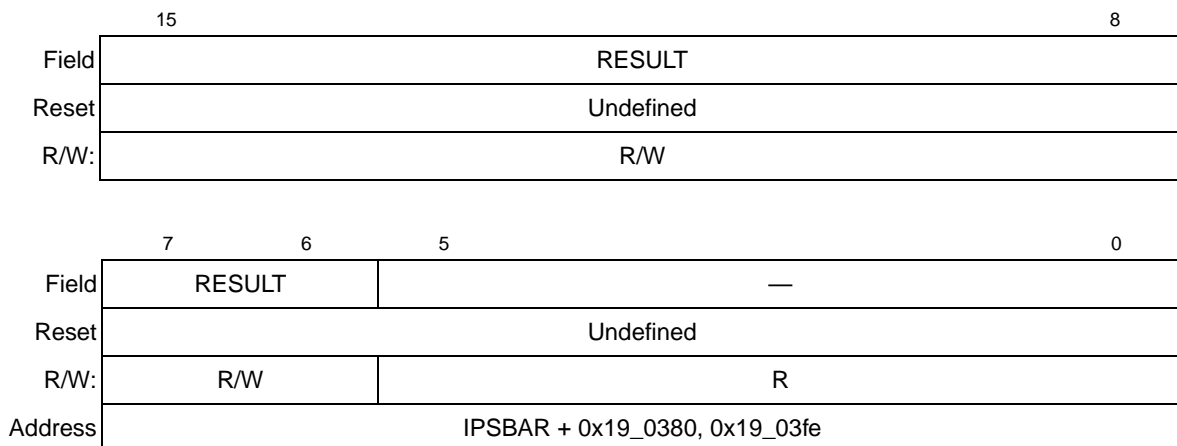 15 8
Field RESULT
Reset Undefined
R/W: R/W
7 6 5 0
Field RESULT —
Reset Undefined
R/W: R/W R
Address IPSBAR + 0x19_0380, 0x19_03fe